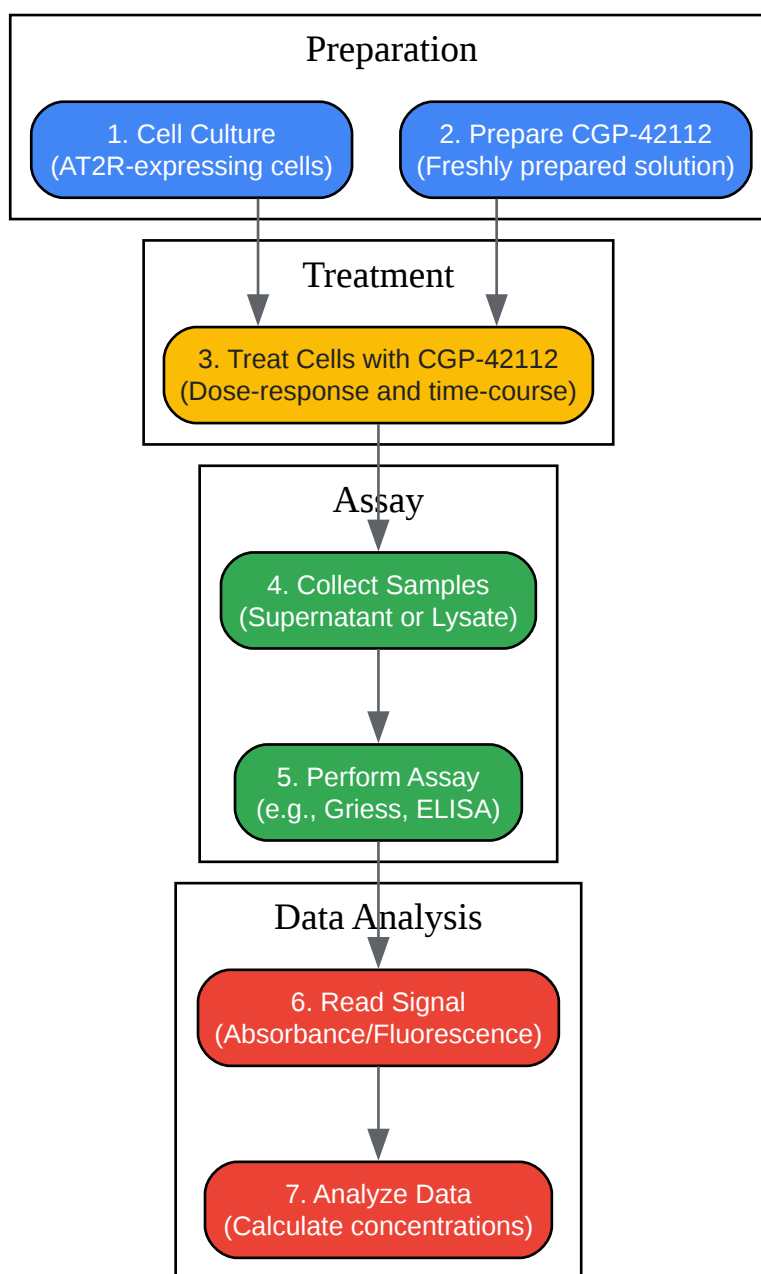 Preparation
1. Cell Culture
(AT2R-expressing cells)
2. Prepare CGP-42112
(Freshly prepared solution)
Treatment
3. Treat Cells with CGP-42112
(Dose-response and time-course)
Assay
4. Collect Samples
(Supernatant or Lysate)
5. Perform Assay
(e.g., Griess, ELISA)
Data Analysis
6. Read Signal
(Absorbance/Fluorescence)
7. Analyze Data
(Calculate concentrations)